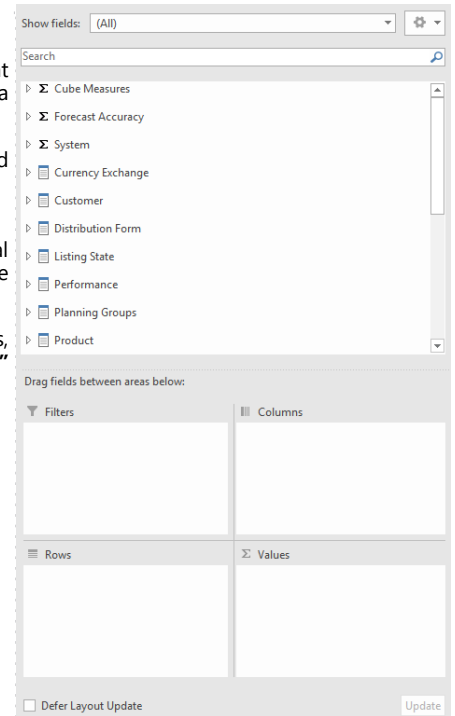 Show fields: (All)
Search
Σ Cube Measures
a
Σ Forecast Accuracy
Σ System
d
Currency Exchange
Customer
Distribution Form
al
Listing State
e
Performance
Planning Groups
s,
Product
”
Drag fields between areas below:
Filters Columns
Rows Σ Values
Defer Layout Update Update